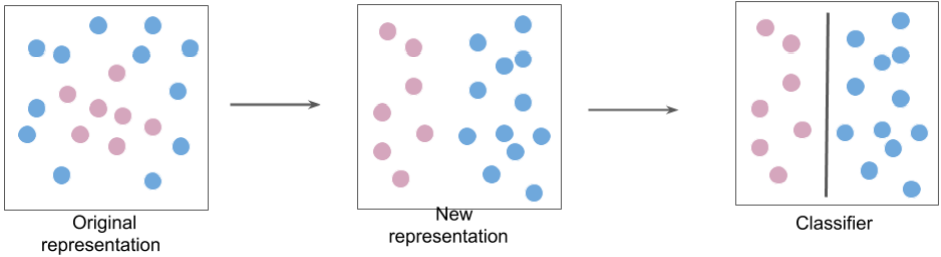 Original
representation
New
representation
Classifier